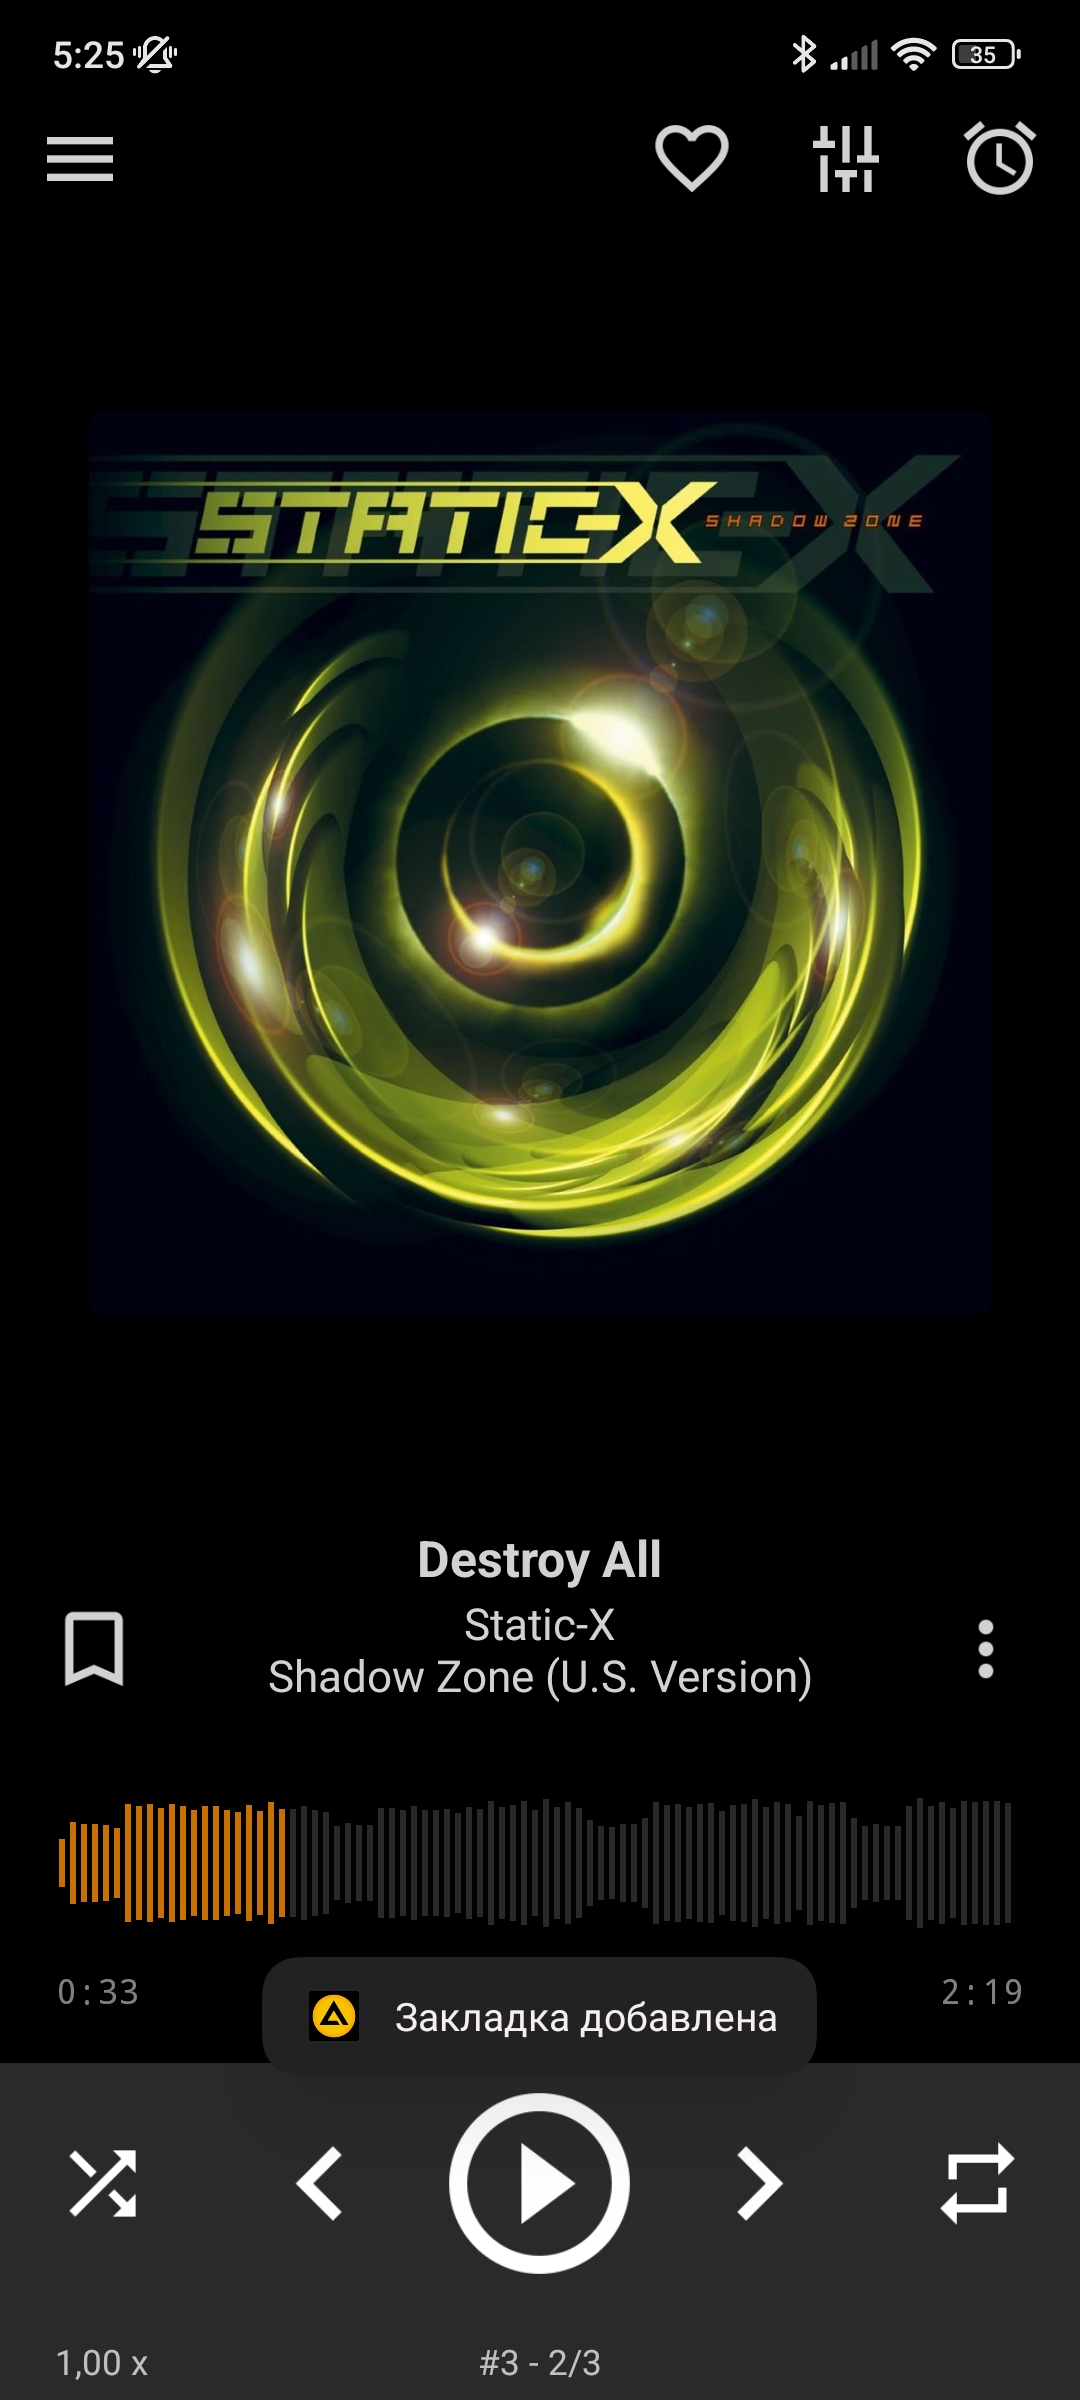 5:25
35
STATIC-X
SHADOW ZONE
Destroy All
Static-X
Shadow Zone (U.S. Version)
0:33
2:19
Закладка добавлена
1,00 x
#3 - 2/3